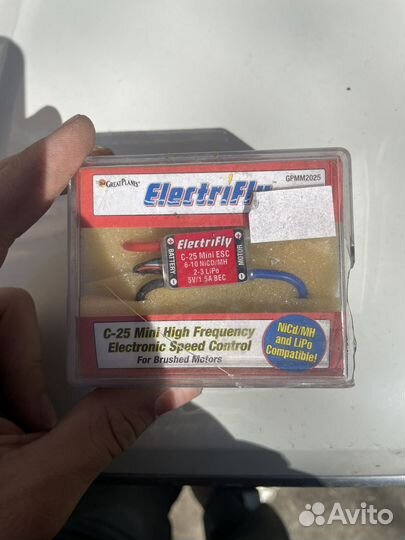 GREATPLANES
ElectriFly
GPMM2025
BATTERY
ElectriFly
C-25 Mini ESC
6-10 NiCd/MH
2-3 LiPo
5V/1.5A BEC
MOTOR
C-25 Mini High Frequency
Electronic Speed Control
For Brushed Motors
NiCd/MH
and LiPo
Compatible!
Avito